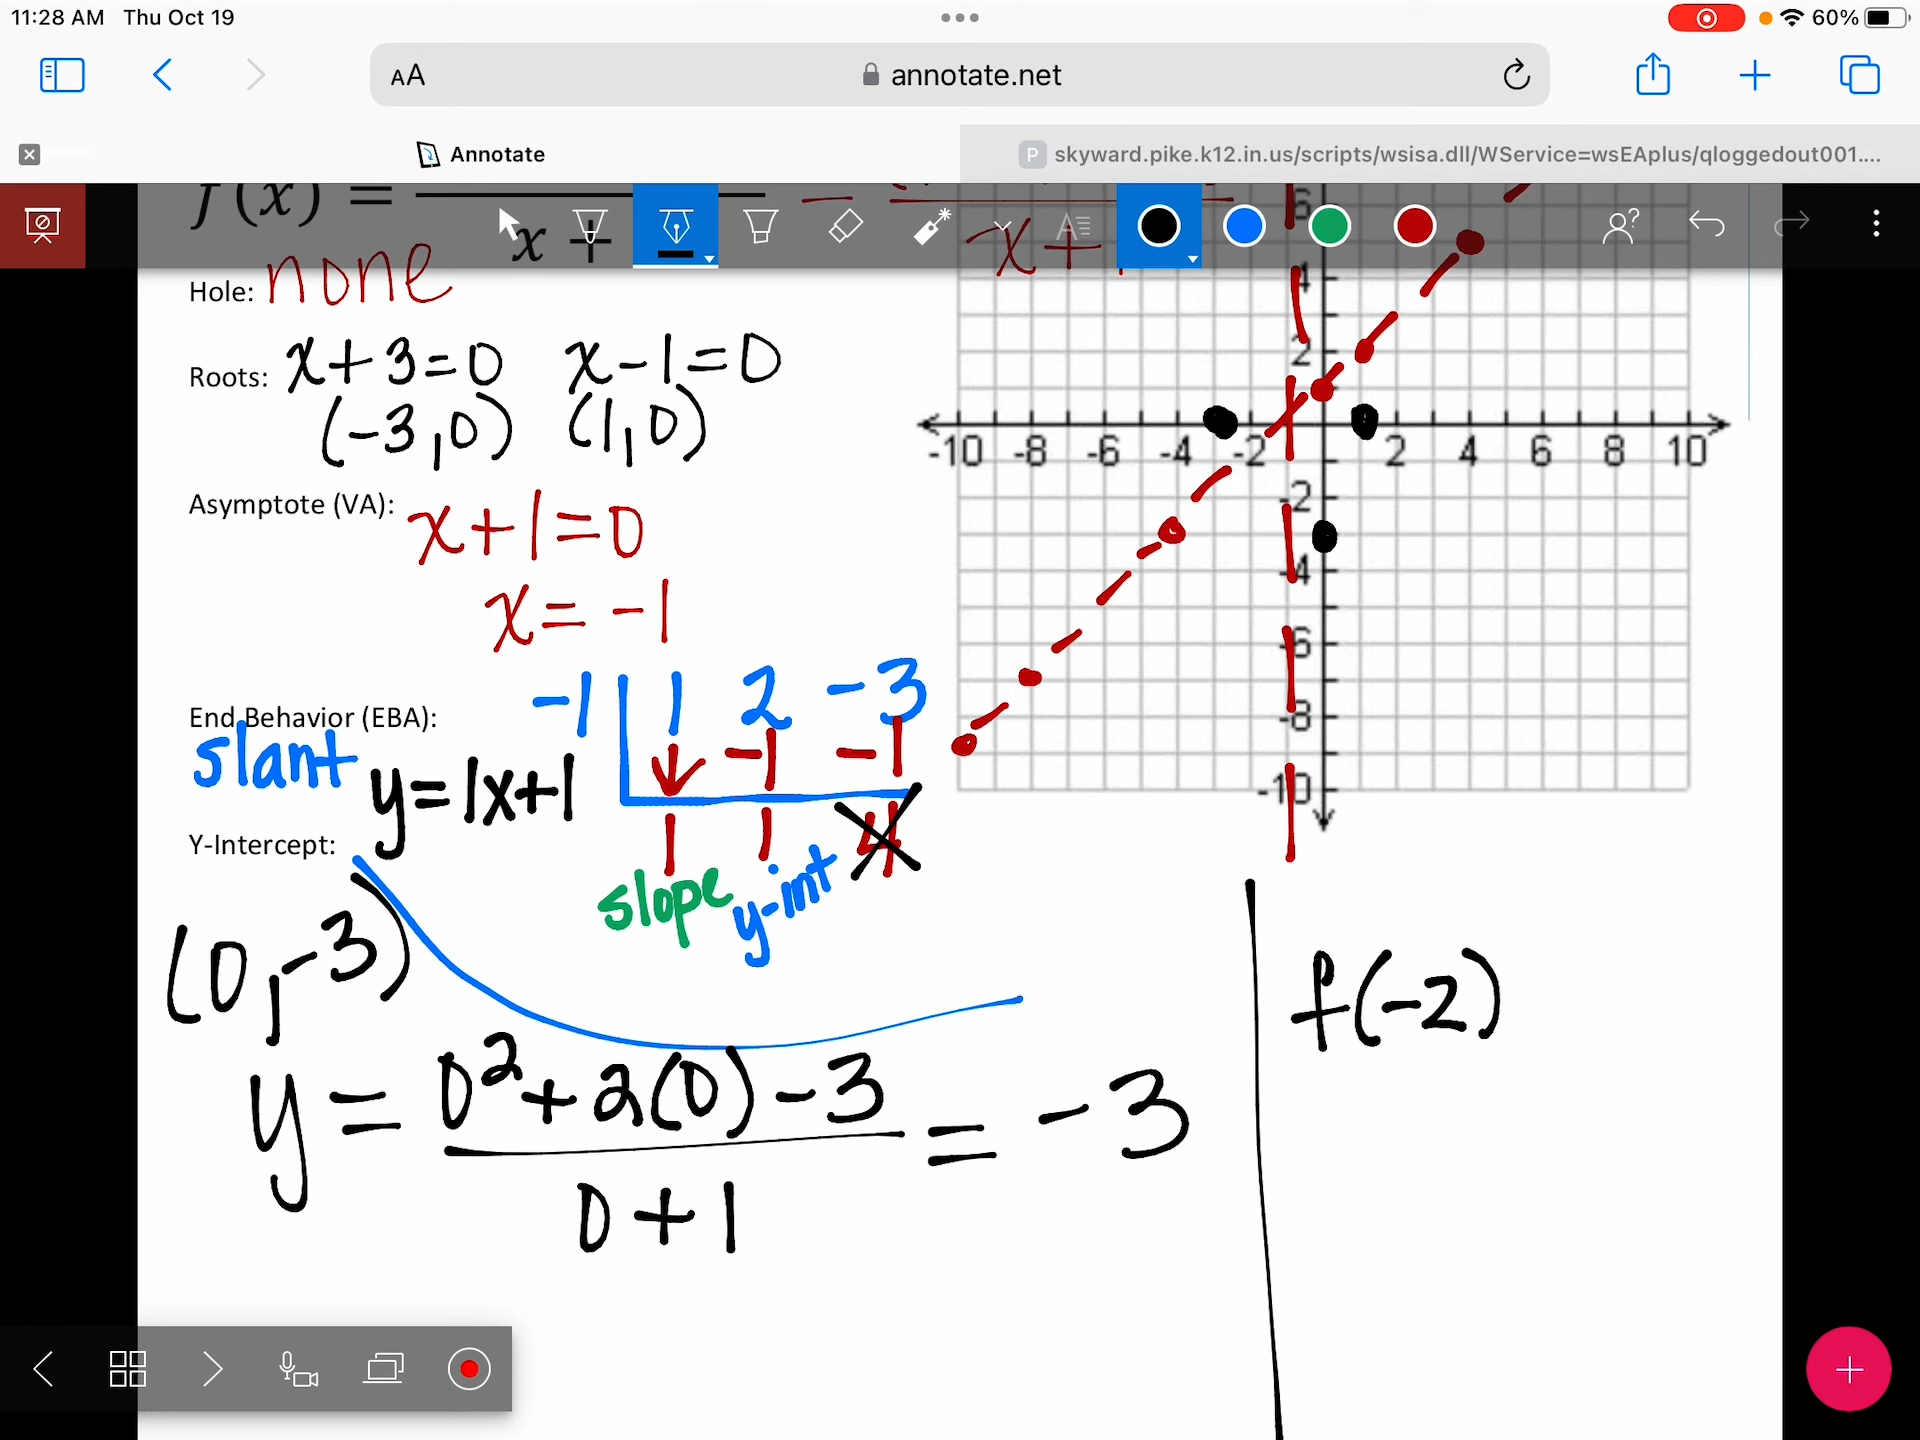 11:28 AM Thu Oct 19
60%
AA annotate.net
Annotate
P skyward.pike.k12.in.us/scripts/wsisa.dll/WService=wsEAplus/qloggedout001....
f(x) =
x +
x+1
Hole: none
Roots: x+3=0 x-1=0
(-3,0) (1,0)
Asymptote (VA): x+1=0
x=-1
End Behavior (EBA): -1 1 2 -3
slant y=1x+1 -1 -1
1 1 4
Y-Intercept: slope y-int
(0,-3)
y = 0²+2(0)-3 = -3
0+1
f(-2)
6
4
2
-10 -8 -6 -4 -2 2 4 6 8 10
-2
-4
-6
-8
-10